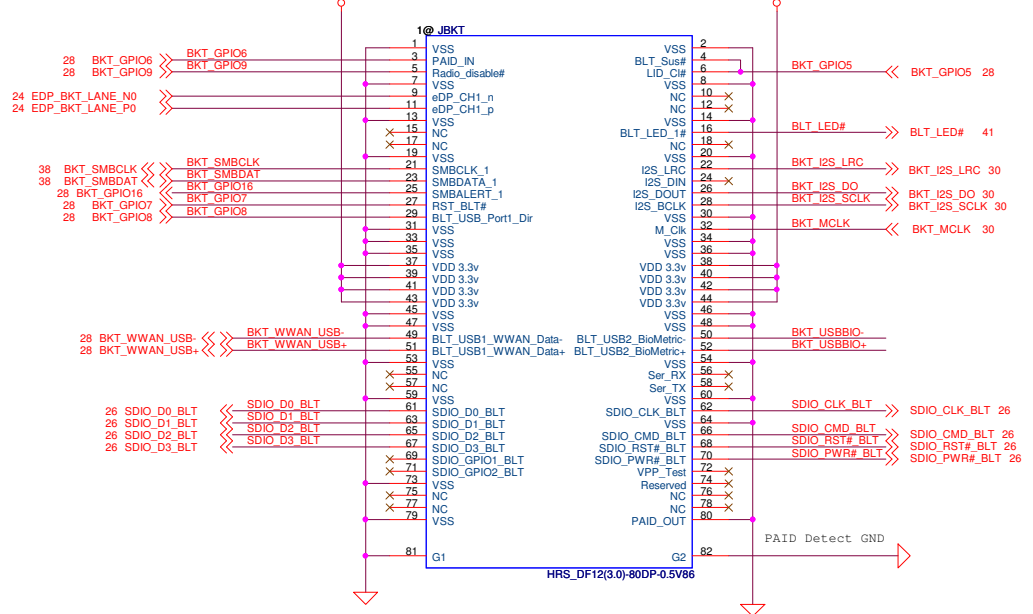 1@ JBKT
1 VSS VSS 2
28 BKT_GPIO6 BKT_GPIO6 3 PAID_IN BLT_Sus# 4
28 BKT_GPIO9 BKT_GPIO9 5 Radio_disable# LID_Cl# 6 BKT_GPIO5 BKT_GPIO5 28
7 VSS VSS 8
24 EDP_BKT_LANE_N0 9 eDP_CH1_n NC 10
24 EDP_BKT_LANE_P0 11 eDP_CH1_p NC 12
13 VSS VSS 14
15 NC BLT_LED_1# 16 BLT_LED# BLT_LED# 41
17 NC NC 18
19 VSS VSS 20
38 BKT_SMBCLK BKT_SMBCLK 21 SMBCLK_1 I2S_LRC 22 BKT_I2S_LRC BKT_I2S_LRC 30
38 BKT_SMBDAT BKT_SMBDAT 23 SMBDATA_1 I2S_DIN 24
28 BKT_GPIO16 BKT_GPIO16 25 SMBALERT_1 I2S_DOUT 26 BKT_I2S_DO BKT_I2S_DO 30
28 BKT_GPIO7 BKT_GPIO7 27 RST_BLT# I2S_BCLK 28 BKT_I2S_SCLK BKT_I2S_SCLK 30
28 BKT_GPIO8 BKT_GPIO8 29 BLT_USB_Port1_Dir VSS 30
31 VSS M_Clk 32 BKT_MCLK BKT_MCLK 30
33 VSS VSS 34
35 VSS VSS 36
37 VDD 3.3v VDD 3.3v 38
39 VDD 3.3v VDD 3.3v 40
41 VDD 3.3v VDD 3.3v 42
43 VDD 3.3v VDD 3.3v 44
45 VSS VSS 46
47 VSS VSS 48
28 BKT_WWAN_USB- BKT_WWAN_USB- 49 BLT_USB1_WWAN_Data- BLT_USB2_BioMetric- 50 BKT_USBBIO-
28 BKT_WWAN_USB+ BKT_WWAN_USB+ 51 BLT_USB1_WWAN_Data+ BLT_USB2_BioMetric+ 52 BKT_USBBIO+
53 VSS VSS 54
55 NC Ser_RX 56
57 NC Ser_TX 58
59 VSS VSS 60
26 SDIO_D0_BLT SDIO_D0_BLT 61 SDIO_D0_BLT SDIO_CLK_BLT 62 SDIO_CLK_BLT SDIO_CLK_BLT 26
26 SDIO_D1_BLT SDIO_D1_BLT 63 SDIO_D1_BLT VSS 64
26 SDIO_D2_BLT SDIO_D2_BLT 65 SDIO_D2_BLT SDIO_CMD_BLT 66 SDIO_CMD_BLT SDIO_CMD_BLT 26
26 SDIO_D3_BLT SDIO_D3_BLT 67 SDIO_D3_BLT SDIO_RST#_BLT 68 SDIO_RST#_BLT SDIO_RST#_BLT 26
69 SDIO_GPIO1_BLT SDIO_PWR#_BLT 70 SDIO_PWR#_BLT SDIO_PWR#_BLT 26
71 SDIO_GPIO2_BLT VPP_Test 72
73 VSS Reserved 74
75 NC NC 76
77 NC NC 78
79 VSS PAID_OUT 80
PAID Detect GND
81 G1 G2 82
HRS_DF12(3.0)-80DP-0.5V86